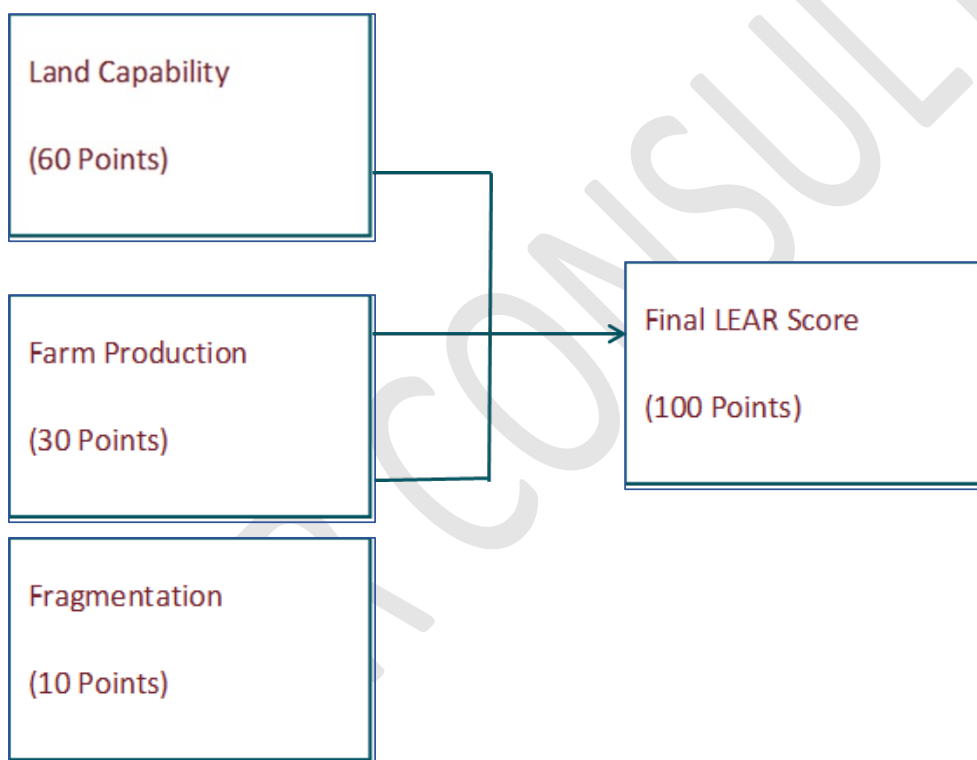 Land Capability
(60 Points)
Farm Production
(30 Points)
Fragmentation
(10 Points)
Final LEAR Score
(100 Points)